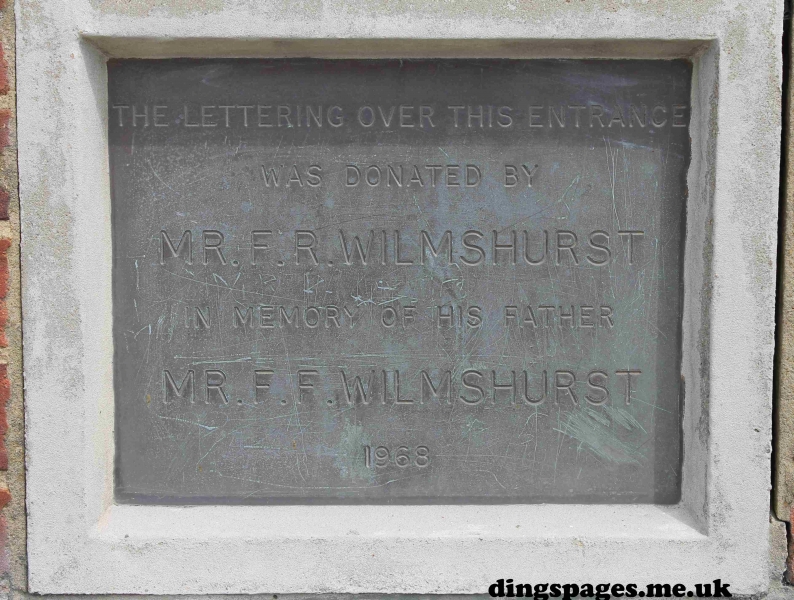 THE LETTERING OVER THIS ENTRANCE
WAS DONATED BY
MR. F. R. WILMSHURST
IN MEMORY OF HIS FATHER
MR. F. F. WILMSHURST
1968
dingspages.me.uk